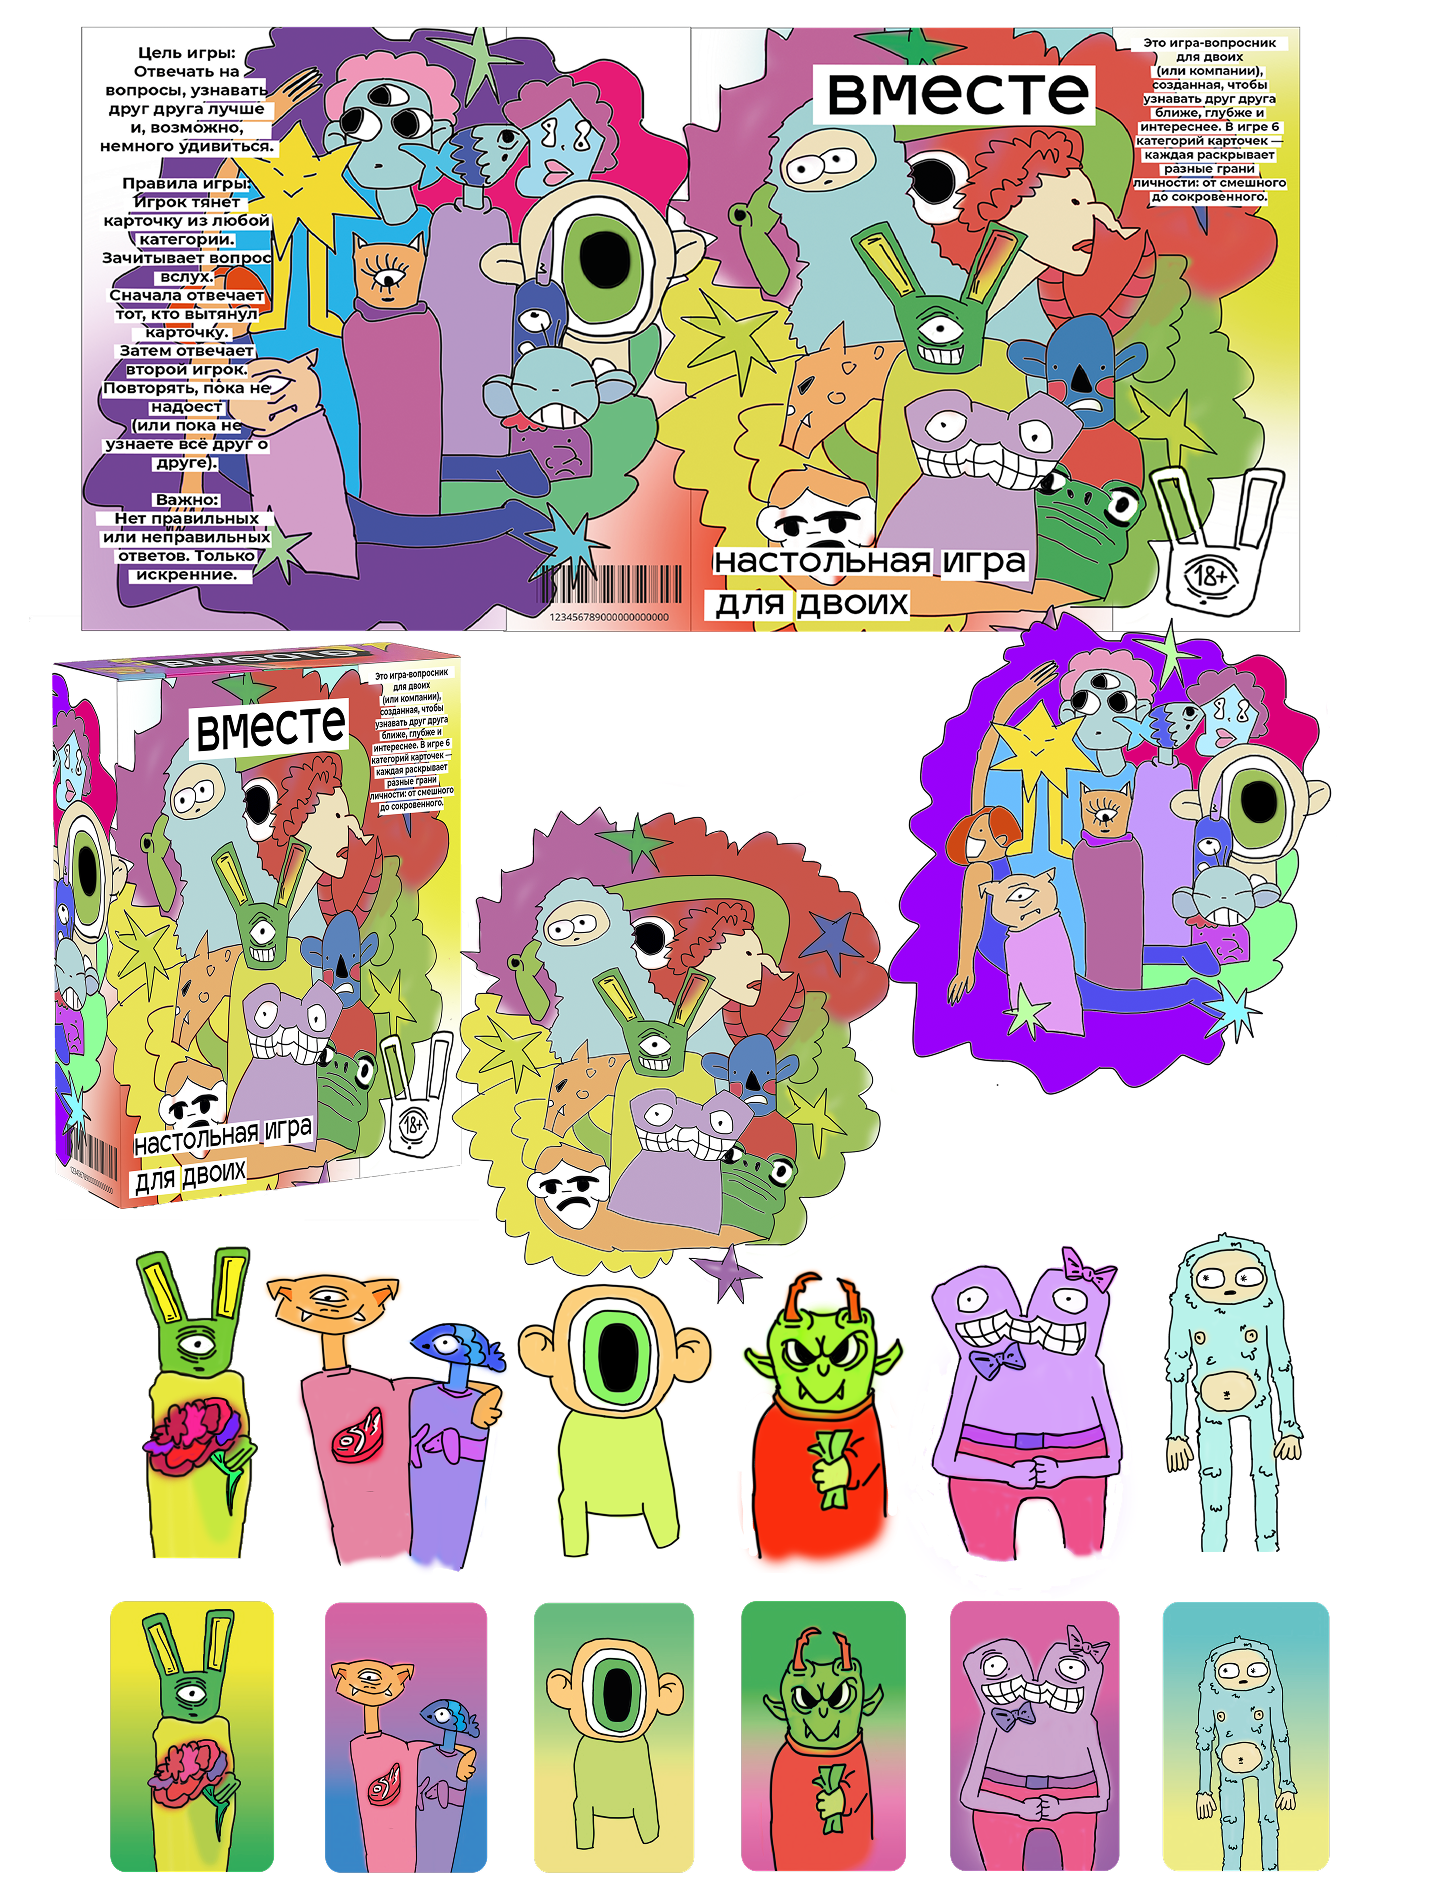 Цель игры:
Отвечать на
вопросы, узнавать
друг друга лучше
и, возможно,
немного удивиться.
Правила игры:
Игрок тянет
карточку из любой
категории.
Зачитывает вопрос
вслух.
Сначала отвечает
тот, кто вытянул
карточку.
Затем отвечает
второй игрок.
Повторять, пока не
надоест
(или пока не
узнаете всё друг о
друге).
Важно:
Нет правильных
или неправильных
ответов. Только
искренние.
123456789000000000000
вместе
настольная игра
для двоих
Это игра-вопросник
для двоих
(или компании),
созданная, чтобы
узнавать друг друга
ближе, глубже и
интереснее. В игре 6
категорий карточек —
каждая раскрывает
разные грани
личности: от смешного
до сокровенного.
18+
вместе
вместе
Это игра-вопросник
для двоих
(или компании),
созданная, чтобы
узнавать друг друга
ближе, глубже и
интереснее. В игре 6
категорий карточек —
каждая раскрывает
разные грани
личности: от смешного
до сокровенного.
18+
настольная игра
для двоих